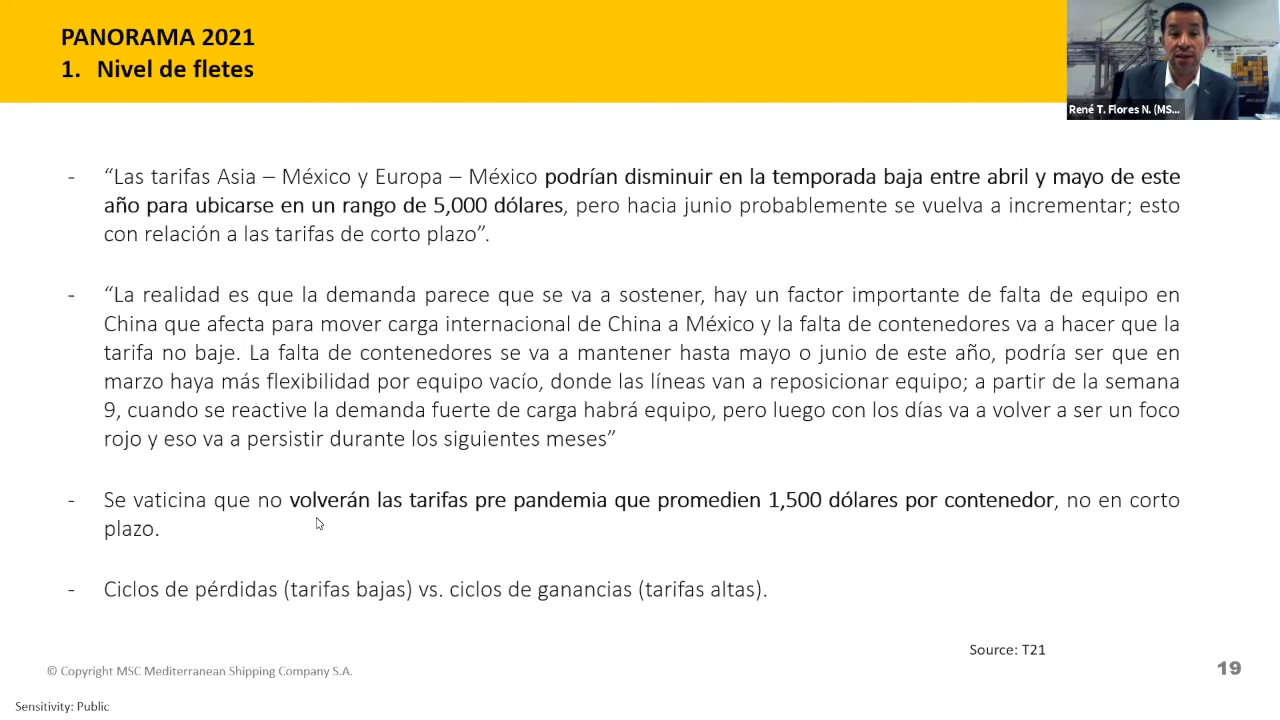 PANORAMA 2021
1. Nivel de fletes
René T. Flores N. (MS...
- “Las tarifas Asia – México y Europa – México podrían disminuir en la temporada baja entre abril y mayo de este
año para ubicarse en un rango de 5,000 dólares, pero hacia junio probablemente se vuelva a incrementar; esto
con relación a las tarifas de corto plazo”.
- “La realidad es que la demanda parece que se va a sostener, hay un factor importante de falta de equipo en
China que afecta para mover carga internacional de China a México y la falta de contenedores va a hacer que la
tarifa no baje. La falta de contenedores se va a mantener hasta mayo o junio de este año, podría ser que en
marzo haya más flexibilidad por equipo vacío, donde las líneas van a reposicionar equipo; a partir de la semana
9, cuando se reactive la demanda fuerte de carga habrá equipo, pero luego con los días va a volver a ser un foco
rojo y eso va a persistir durante los siguientes meses”
- Se vaticina que no volverán las tarifas pre pandemia que promedien 1,500 dólares por contenedor, no en corto
plazo.
- Ciclos de pérdidas (tarifas bajas) vs. ciclos de ganancias (tarifas altas).
Source: T21
© Copyright MSC Mediterranean Shipping Company S.A.
19
Sensitivity: Public